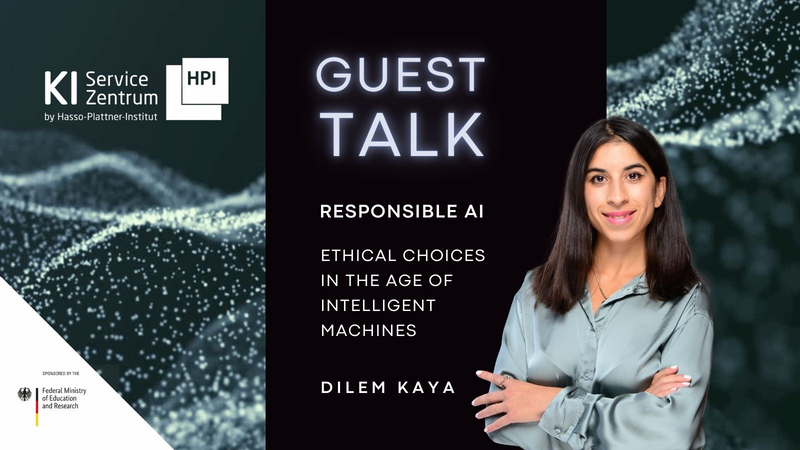 KI Service
Zentrum
by Hasso-Plattner-Institut
HPI
GUEST
TALK
RESPONSIBLE AI
ETHICAL CHOICES
IN THE AGE OF
INTELLIGENT
MACHINES
DILEM KAYA
SPONSORED BY THE
Federal Ministry
of Education
and Research